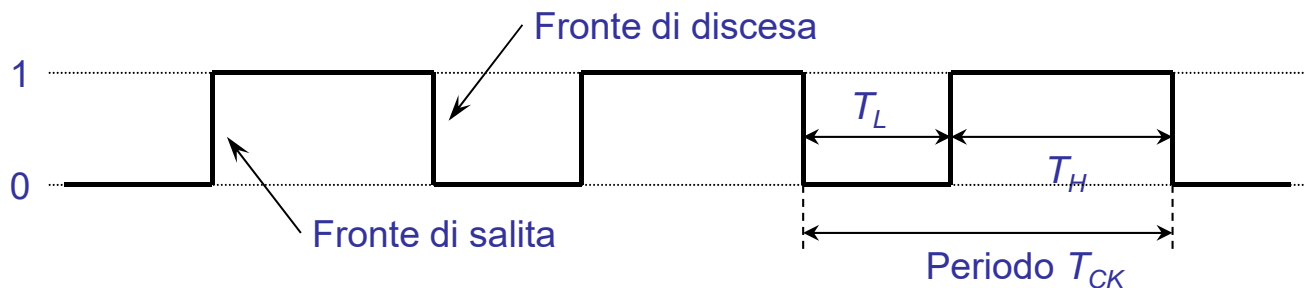 Fronte di discesa
1
T_L
0
T_H
Fronte di salita
Periodo T_CK